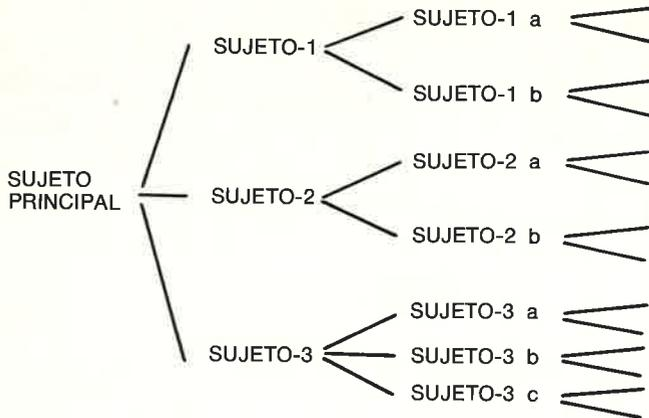 SUJETO
PRINCIPAL
SUJETO-1
SUJETO-1 a
SUJETO-1 b
SUJETO-2
SUJETO-2 a
SUJETO-2 b
SUJETO-3
SUJETO-3 a
SUJETO-3 b
SUJETO-3 c